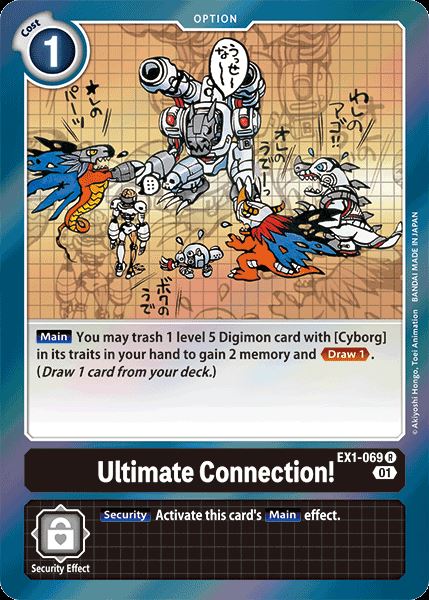 OPTION
Cost
1
うっせーなー!
★レのパーツ
わしのアゴ!!
オレのうで〜っ
ボクのうで
Main You may trash 1 level 5 Digimon card with [Cyborg]
in its traits in your hand to gain 2 memory and Draw 1.
(Draw 1 card from your deck.)
© Akiyoshi Hongo, Toei Animation BANDAI MADE IN JAPAN
EX1-069 R
01
Ultimate Connection!
Security Activate this card's Main effect.
Security Effect